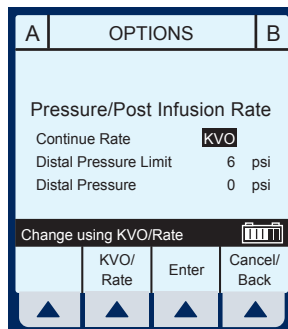 A OPTIONS B
Pressure/Post Infusion Rate
Continue Rate KVO
Distal Pressure Limit 6 psi
Distal Pressure 0 psi
Change using KVO/Rate
KVO/
Rate
Enter
Cancel/
Back